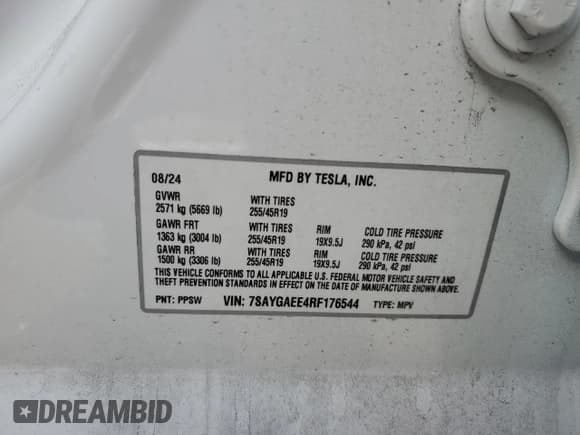 08/24 MFD BY TESLA, INC.
GVWR WITH TIRES
2571 kg (5669 lb) 255/45R19
GAWR FRT WITH TIRES RIM COLD TIRE PRESSURE
1363 kg (3004 lb) 255/45R19 19X9.5J 290 kPa, 42 psi
GAWR RR WITH TIRES RIM COLD TIRE PRESSURE
1500 kg (3306 lb) 255/45R19 19X9.5J 290 kPa, 42 psi
THIS VEHICLE CONFORMS TO ALL APPLICABLE U.S. FEDERAL MOTOR VEHICLE SAFETY AND
THEFT PREVENTION STANDARDS IN EFFECT ON THE DATE OF MANUFACTURE SHOWN ABOVE.
PNT: PPSW VIN: 7SAYGAEE4RF176544 TYPE: MPV
DREAMBID